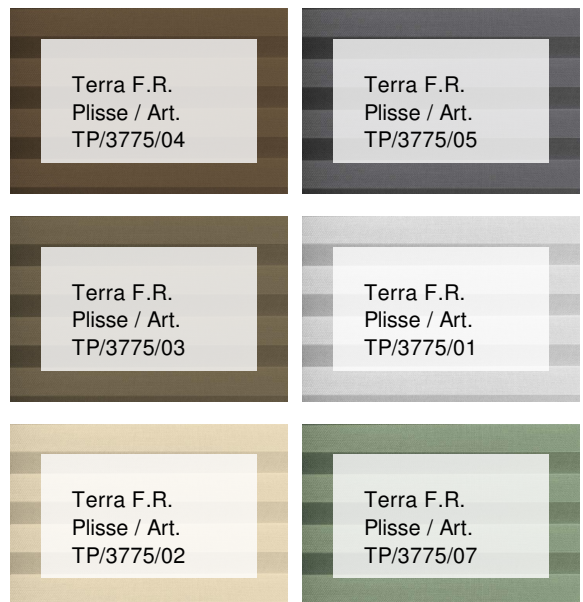 Terra F.R.
Plisse / Art.
TP/3775/04
Terra F.R.
Plisse / Art.
TP/3775/05
Terra F.R.
Plisse / Art.
TP/3775/03
Terra F.R.
Plisse / Art.
TP/3775/01
Terra F.R.
Plisse / Art.
TP/3775/02
Terra F.R.
Plisse / Art.
TP/3775/07